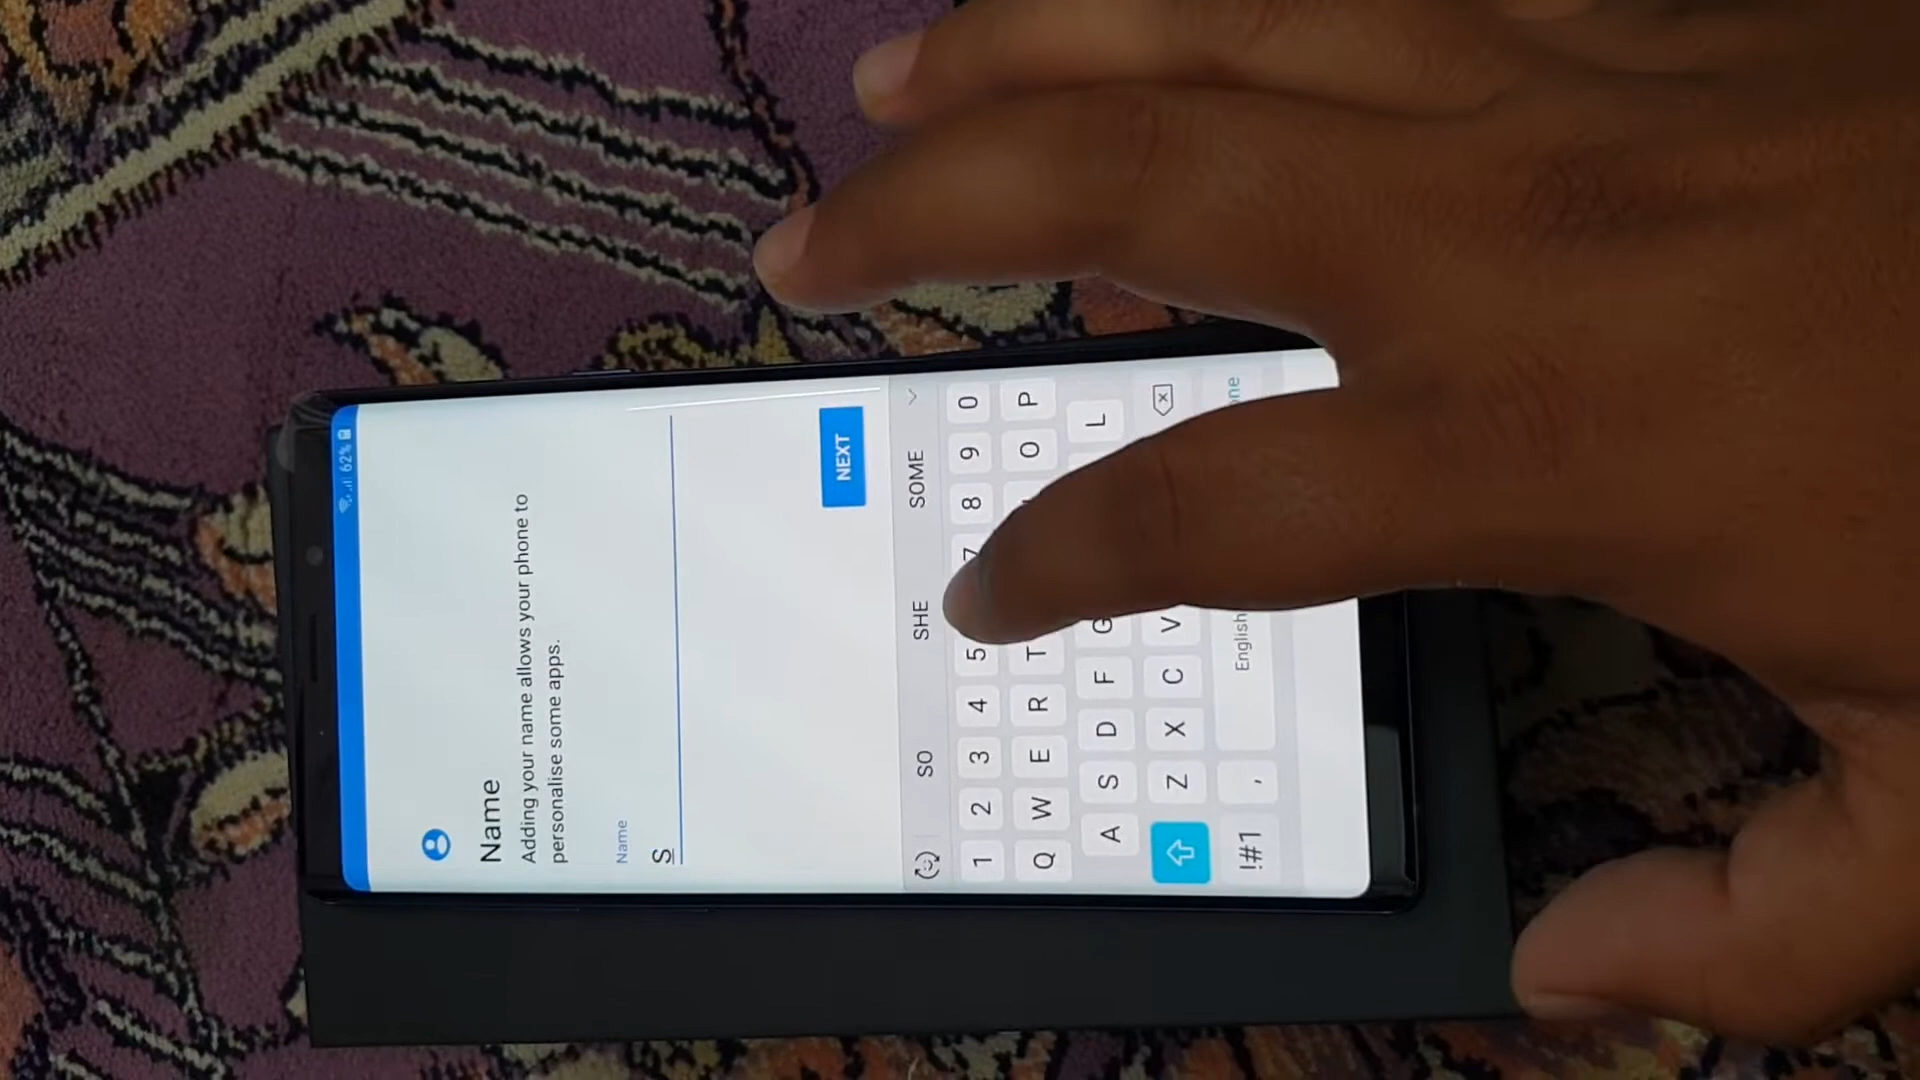 62%
Name
Adding your name allows your phone to
personalise some apps.
Name
S
NEXT
SO SHE SOME
1 2 3 4 5 7 8 9 0
Q W E R T O P
A S D F G L
Z X C V
!#1 , English